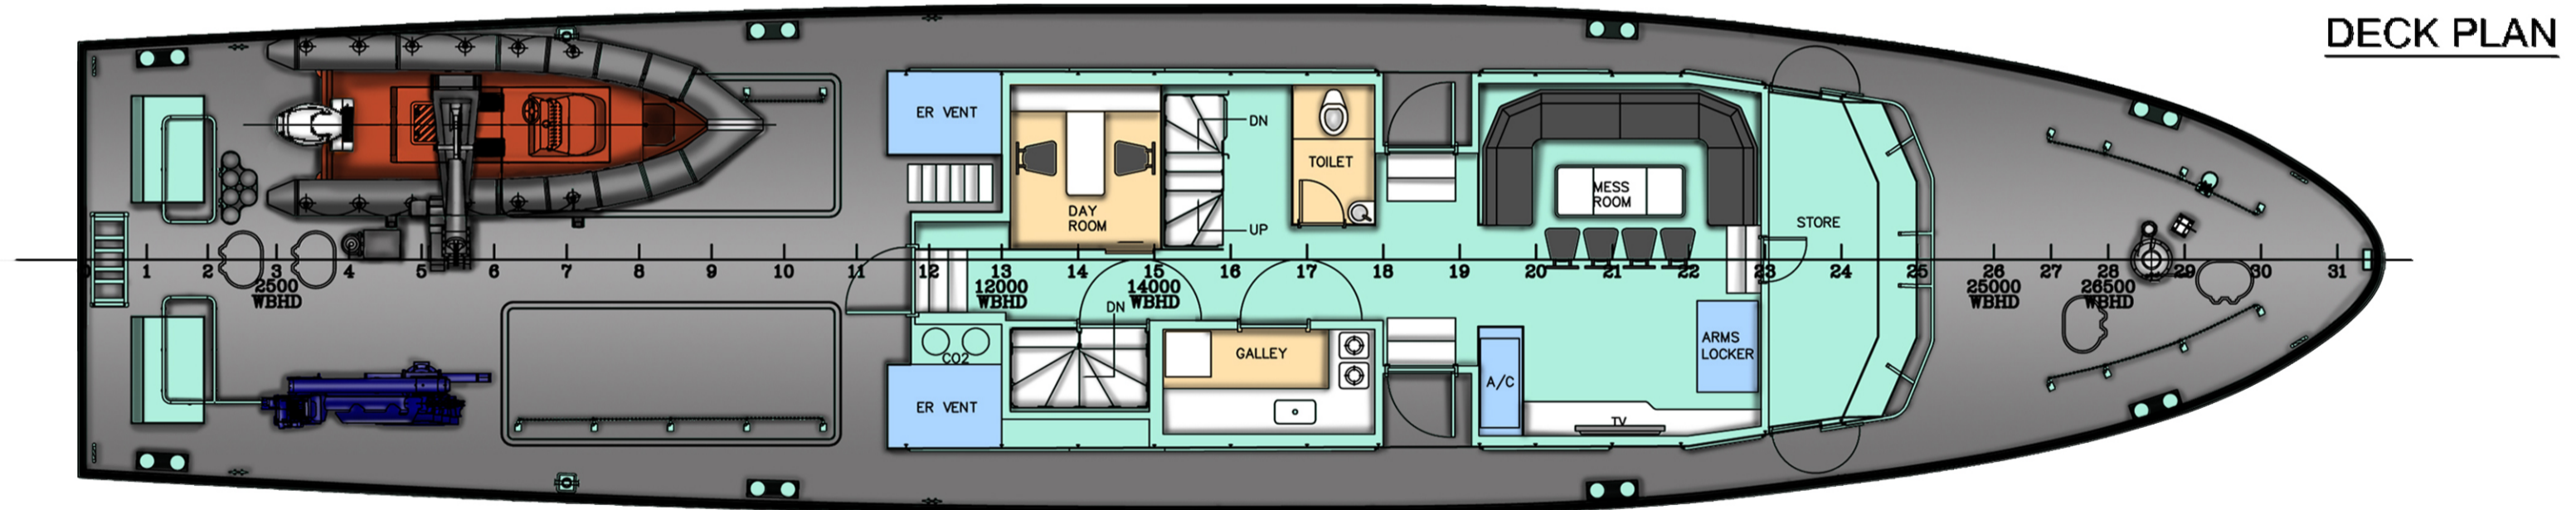 DECK PLAN
ER VENT
DN
TOILET
MESS
ROOM
DAY
ROOM
UP
STORE
1 2 3 4 5 6 7 8 3 10 11 12 13 14 15 16 17 18 19 20 21 22 23 24 25 26 27 28 29 30 31
2500
WBHD
12000
WBHD
14000
WBHD
25000
WBHD
26500
WBHD
DN
CO2
GALLEY
ARMS
LOCKER
A/C
ER VENT
TV